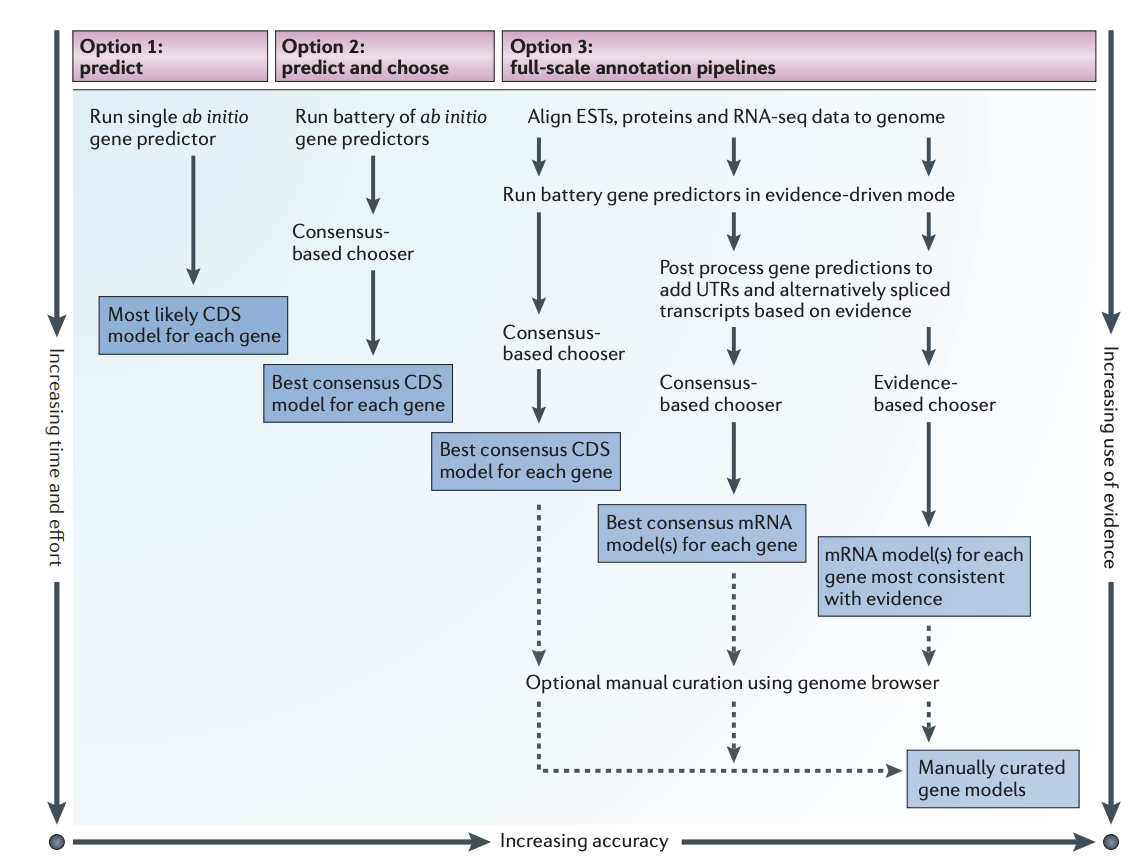 Option 1:
predict
Option 2:
predict and choose
Option 3:
full-scale annotation pipelines
Run single ab initio
gene predictor
Run battery of ab initio
gene predictors
Align ESTs, proteins and RNA-seq data to genome
Run battery gene predictors in evidence-driven mode
Consensus-
based chooser
Post process gene predictions to
add UTRs and alternatively spliced
transcripts based on evidence
Most likely CDS
model for each gene
Consensus-
based chooser
Best consensus CDS
model for each gene
Consensus-
based chooser
Evidence-
based chooser
Best consensus CDS
model for each gene
Best consensus mRNA
model(s) for each gene
mRNA model(s) for each
gene most consistent
with evidence
Optional manual curation using genome browser
Manually curated
gene models
Increasing time and effort
Increasing use of evidence
Increasing accuracy